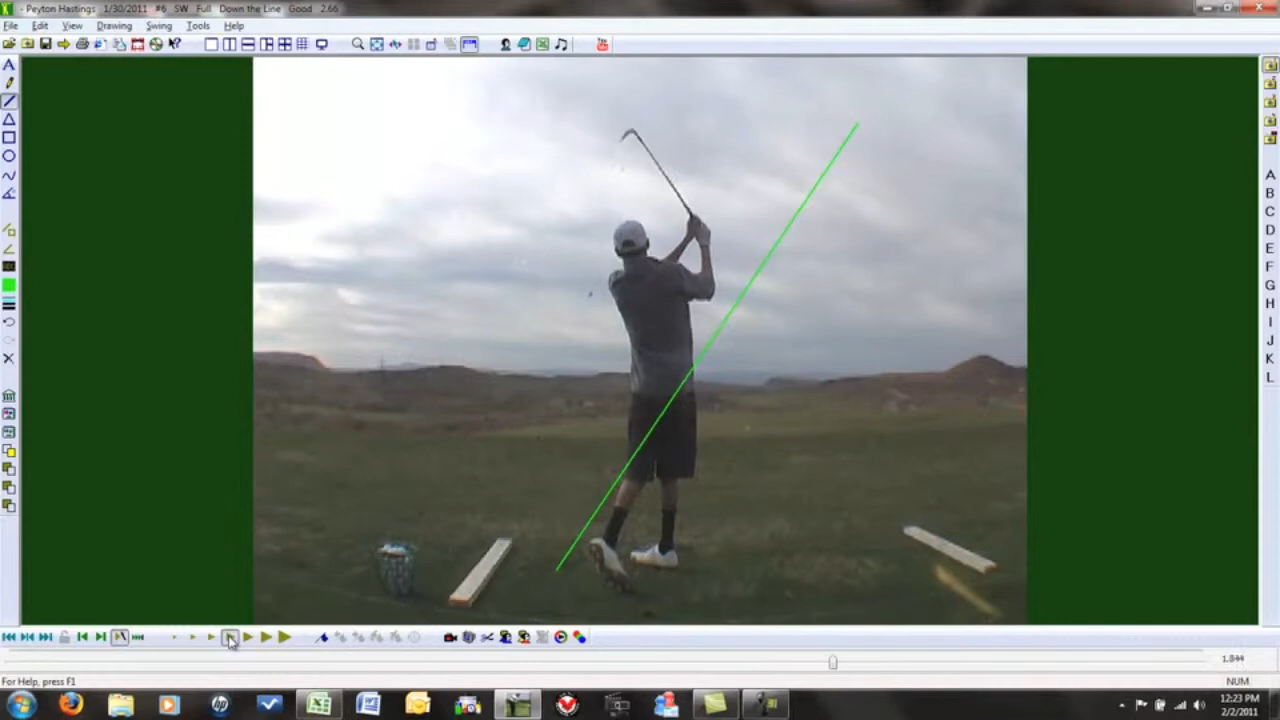 - Peyton Hastings 1/30/2011 #6 SW Full Down the Line Good 2.66
File Edit View Drawing Swing Tools Help
A
A
B
C
D
E
F
G
H
I
J
K
L
1.844
For Help, press F1
NUM
12:23 PM
2/2/2011